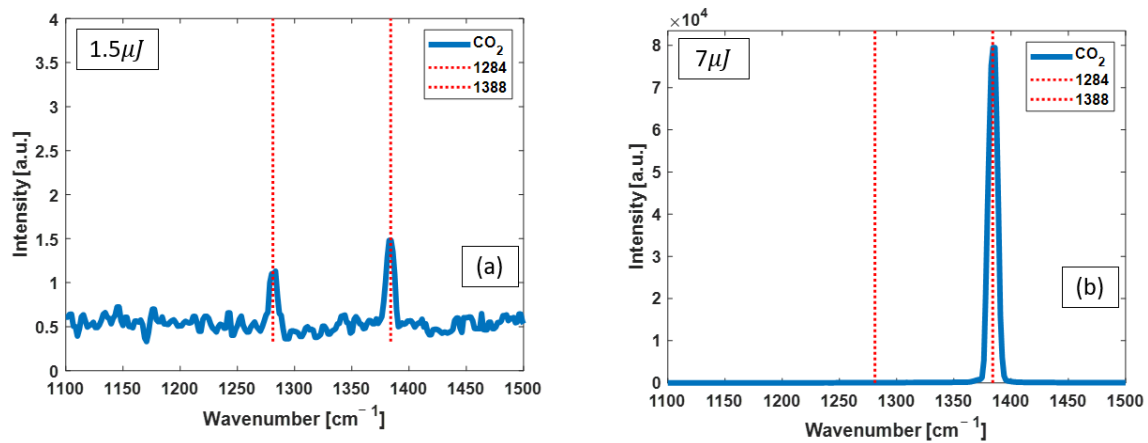 4
3.5
3
2.5
2
1.5
1
0.5
0
Intensity [a.u.]
1.5μJ
CO₂
1284
1388
(a)
1100 1150 1200 1250 1300 1350 1400 1450 1500
Wavenumber [cm⁻¹]
×10⁴
8
7
6
5
4
3
2
1
0
Intensity [a.u.]
7μJ
CO₂
1284
1388
(b)
1100 1150 1200 1250 1300 1350 1400 1450 1500
Wavenumber [cm⁻¹]